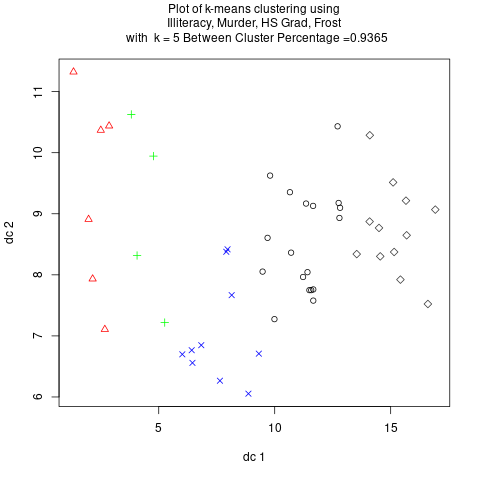 Plot of k-means clustering using
Illiteracy, Murder, HS Grad, Frost
with k = 5 Between Cluster Percentage =0.9365
11
10
9
8
7
6
dc 2
5
10
15
dc 1